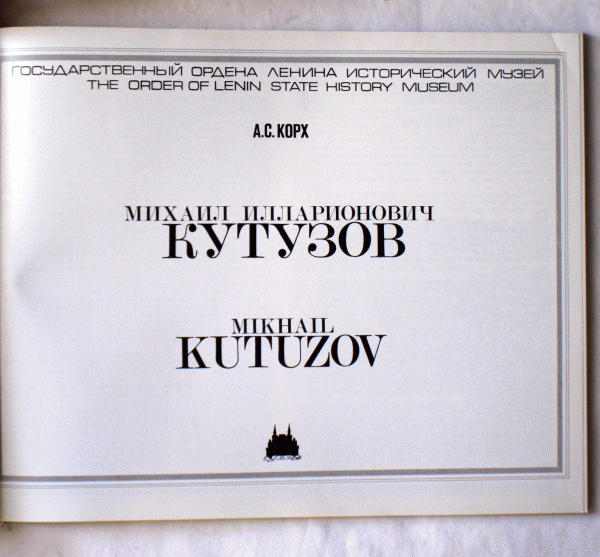 ГОСУДАРСТВЕННЫЙ ОРДЕНА ЛЕНИНА ИСТОРИЧЕСКИЙ МУЗЕЙ
THE ORDER OF LENIN STATE HISTORY MUSEUM
А.С. КОРХ
МИХАИЛ ИЛЛАРИОНОВИЧ
КУТУЗОВ
MIKHAIL
KUTUZOV